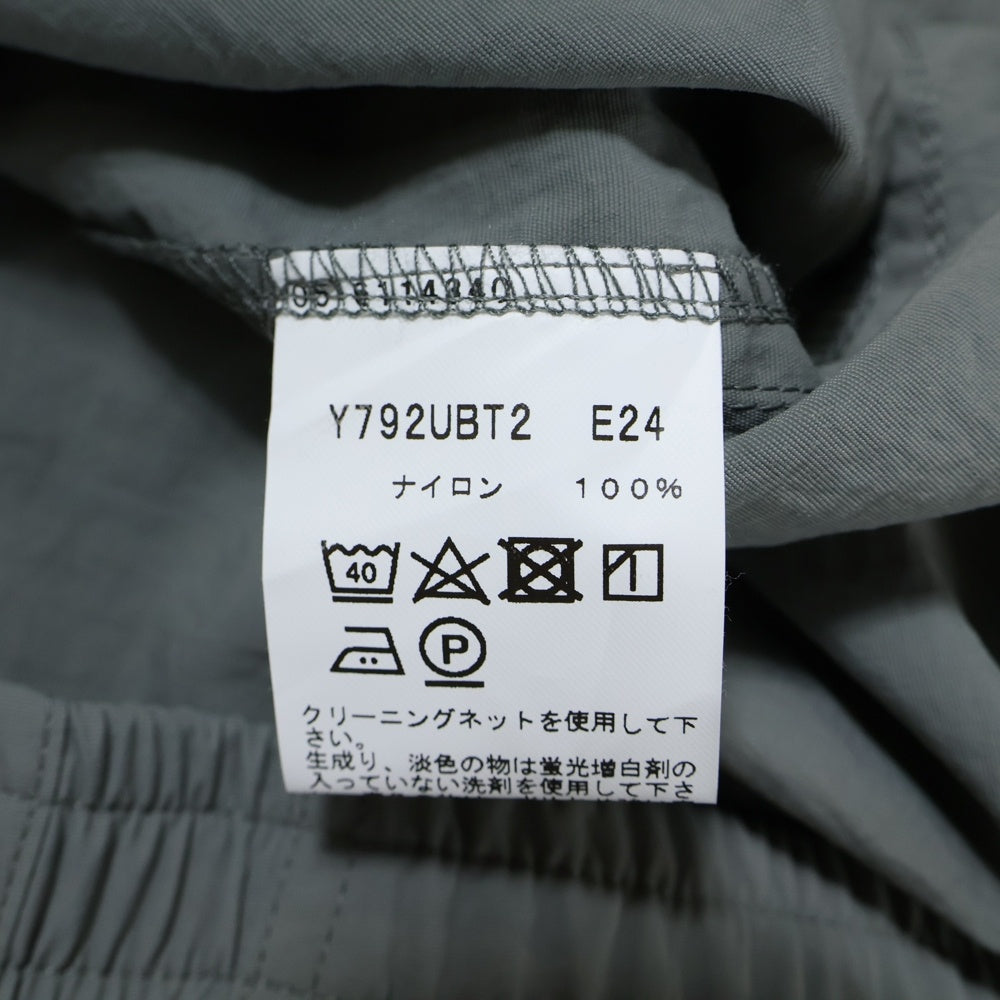 Y792UBT2 E24
ナイロン 100%
40
P
クリーニングネットを使用して下
さい。
生成り、淡色の物は蛍光増白剤の
入っていない洗剤を使用して下さ